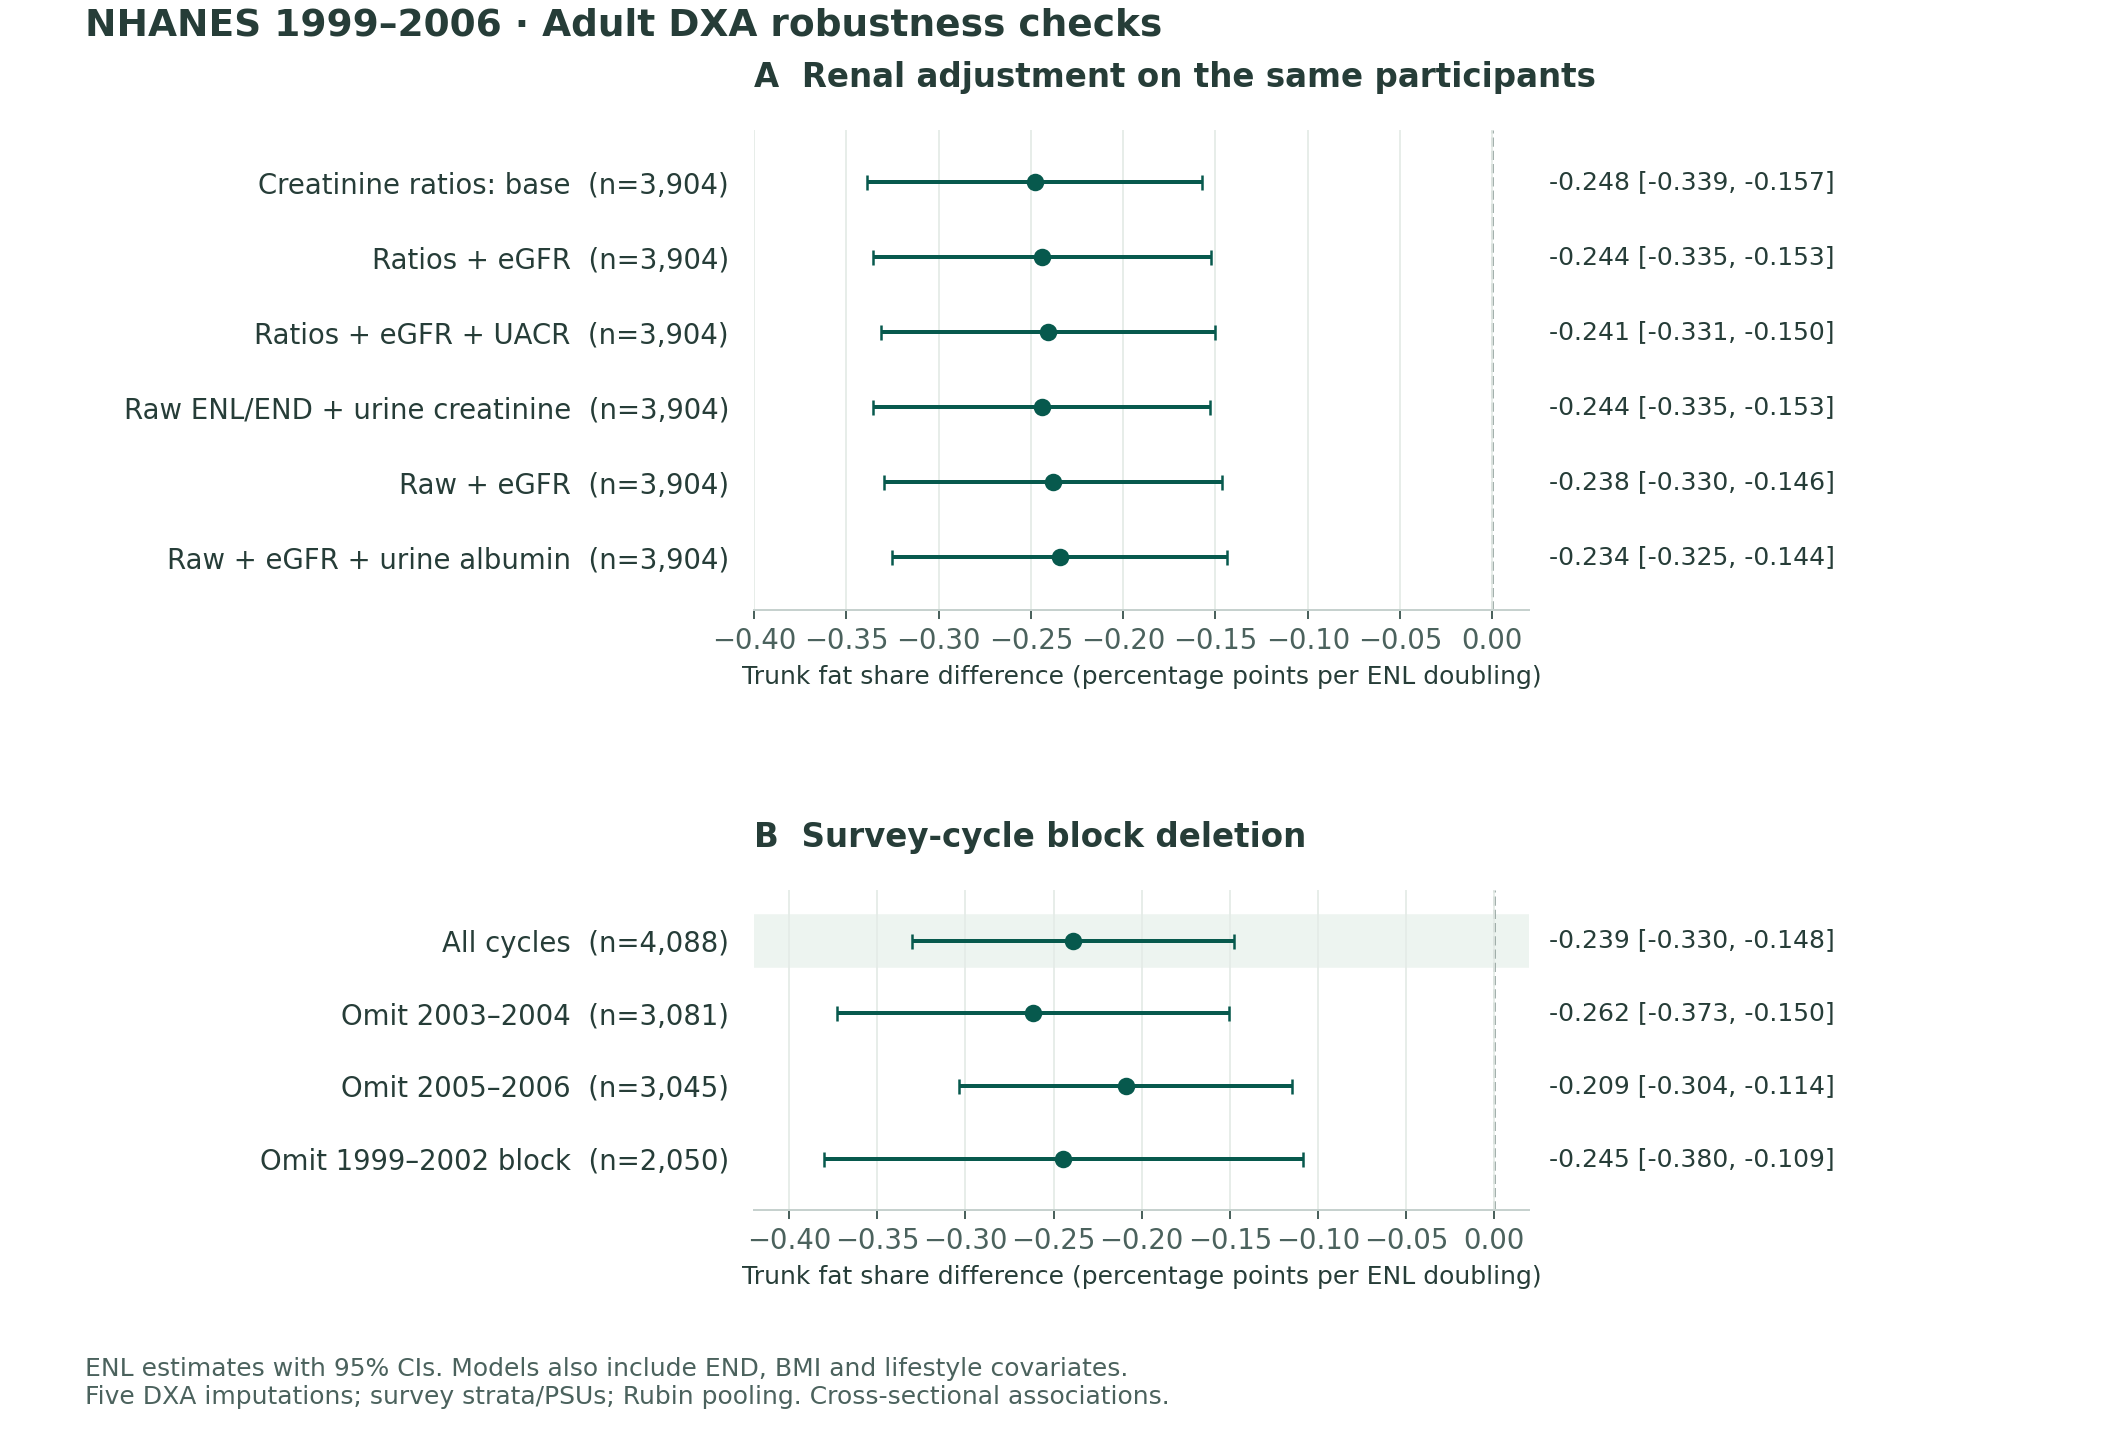 NHANES 1999–2006 · Adult DXA robustness checks
A  Renal adjustment on the same participants
Creatinine ratios: base  (n=3,904)  -0.248 [-0.339, -0.157]
Ratios + eGFR  (n=3,904)  -0.244 [-0.335, -0.153]
Ratios + eGFR + UACR  (n=3,904)  -0.241 [-0.331, -0.150]
Raw ENL/END + urine creatinine  (n=3,904)  -0.244 [-0.335, -0.153]
Raw + eGFR  (n=3,904)  -0.238 [-0.330, -0.146]
Raw + eGFR + urine albumin  (n=3,904)  -0.234 [-0.325, -0.144]
−0.40 −0.35 −0.30 −0.25 −0.20 −0.15 −0.10 −0.05 0.00
Trunk fat share difference (percentage points per ENL doubling)
B  Survey-cycle block deletion
All cycles  (n=4,088)  -0.239 [-0.330, -0.148]
Omit 2003–2004  (n=3,081)  -0.262 [-0.373, -0.150]
Omit 2005–2006  (n=3,045)  -0.209 [-0.304, -0.114]
Omit 1999–2002 block  (n=2,050)  -0.245 [-0.380, -0.109]
−0.40 −0.35 −0.30 −0.25 −0.20 −0.15 −0.10 −0.05 0.00
Trunk fat share difference (percentage points per ENL doubling)
ENL estimates with 95% CIs. Models also include END, BMI and lifestyle covariates.
Five DXA imputations; survey strata/PSUs; Rubin pooling. Cross-sectional associations.